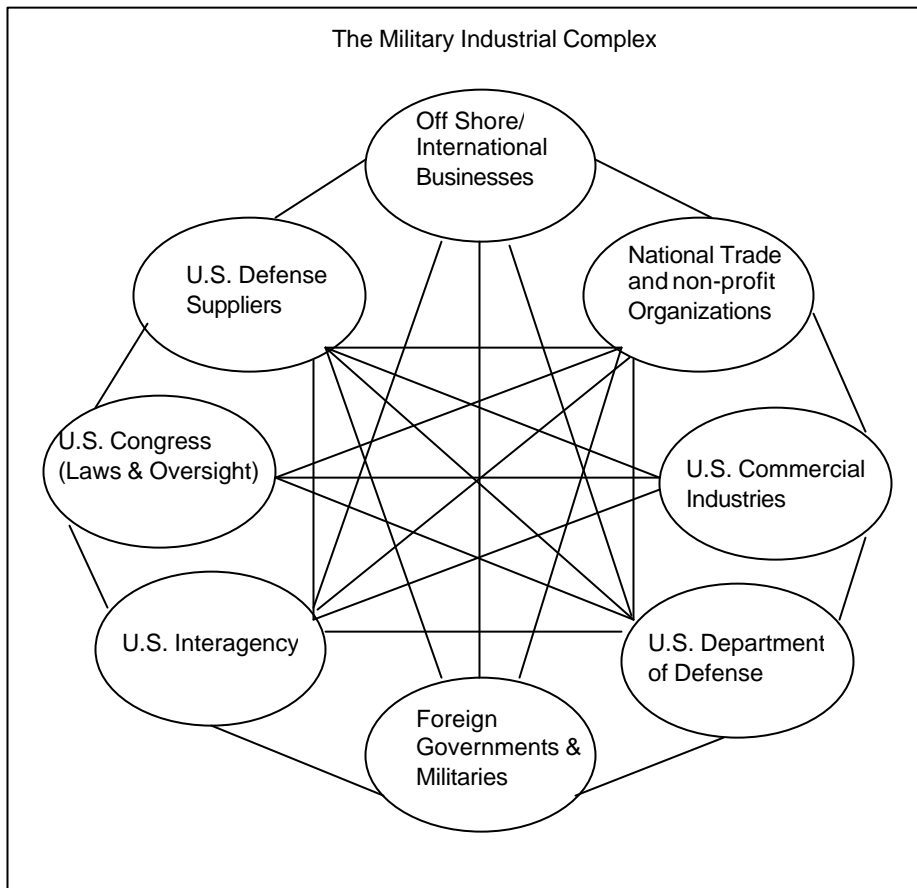 The Military Industrial Complex
Off Shore/
International
Businesses
U.S. Defense
Suppliers
National Trade
and non-profit
Organizations
U.S. Congress
(Laws & Oversight)
U.S. Commercial
Industries
U.S. Interagency
U.S. Department
of Defense
Foreign
Governments &
Militaries